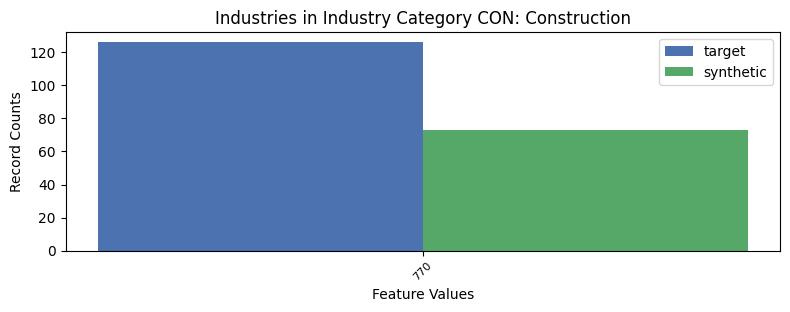 Industries in Industry Category CON: Construction
target
synthetic
Record Counts
120
100
80
60
40
20
0
770
Feature Values